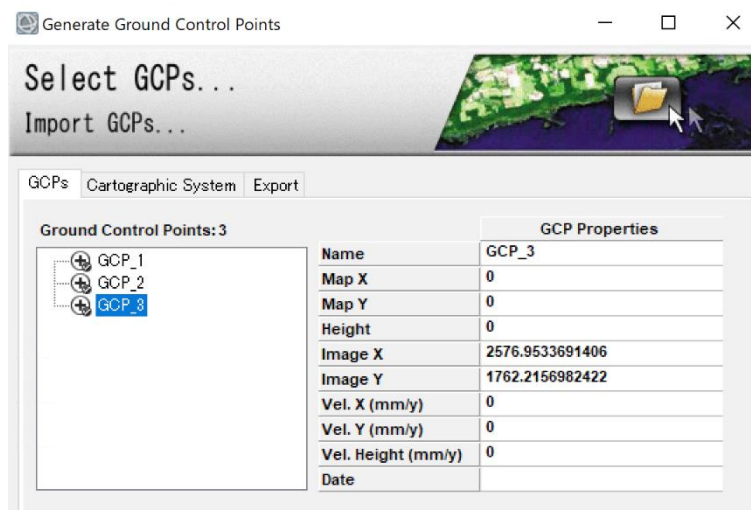 Generate Ground Control Points
Select GCPs...
Import GCPs...
GCPs Cartographic System Export
Ground Control Points:3
GCP_1
GCP_2
GCP_3
GCP Properties
Name GCP_3
Map X 0
Map Y 0
Height 0
Image X 2576.9533691406
Image Y 1762.2156982422
Vel. X (mm/y) 0
Vel. Y (mm/y) 0
Vel. Height (mm/y) 0
Date